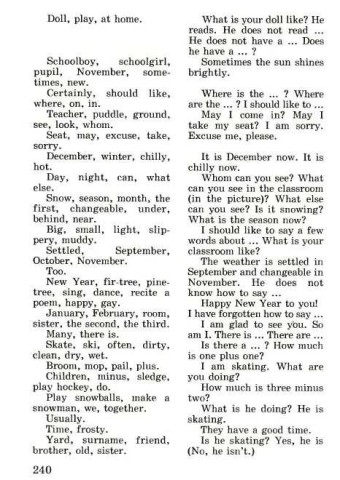 Doll, play, at home.
Schoolboy, schoolgirl,
pupil, November, some-
times, new.
Certainly, should like,
where, on, in.
Teacher, puddle, ground,
see, look, whom.
Seat, may, excuse, take,
sorry.
December, winter, chilly,
hot.
Day, night, can, what
else.
Snow, season, month, the
first, changeable, under,
behind, near.
Big, small, light, slip-
pery, muddy.
Settled, September,
October, November.
Too.
New Year, fir-tree, pine-
tree, sing, dance, recite a
poem, happy, gay.
January, February, room,
sister, the second, the third.
Many, there is.
Skate, ski, often, dirty,
clean, dry, wet.
Broom, mop, pail, plus.
Children, minus, sledge,
play hockey, do.
Play snowballs, make a
snowman, we, together.
Usually.
Time, frosty.
Yard, surname, friend,
brother, old, sister.
240
What is your doll like? He
reads. He does not read ...
He does not have a ... Does
he have a ... ?
Sometimes the sun shines
brightly.
Where is the ... ? Where
are the ... ? I should like to ...
May I come in? May I
take my seat? I am sorry.
Excuse me, please.
It is December now. It is
chilly now.
Whom can you see? What
can you see in the classroom
(in the picture)? What else
can you see? Is it snowing?
What is the season now?
I should like to say a few
words about ... What is your
classroom like?
The weather is settled in
September and changeable in
November. He does not
know how to say ...
Happy New Year to you!
I have forgotten how to say ...
I am glad to see you. So
am I. There is ... There are ...
Is there a ... ? How much
is one plus one?
I am skating. What are
you doing?
How much is three minus
two?
What is he doing? He is
skating.
They have a good time.
Is he skating? Yes, he is
(No, he isn't.)